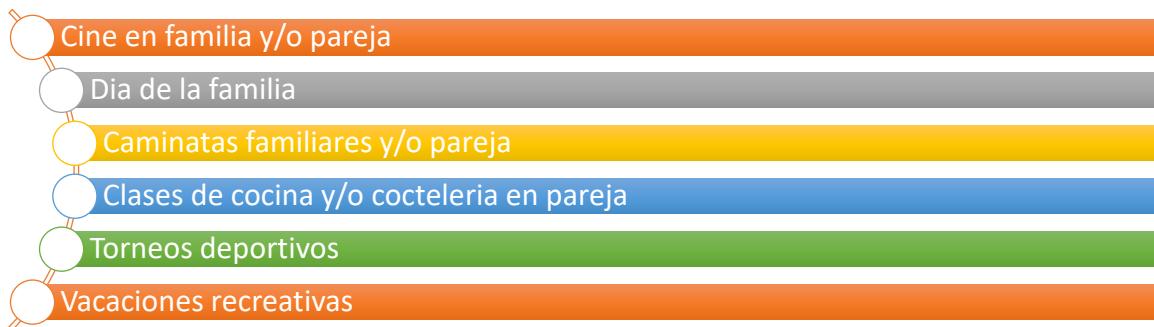 Cine en familia y/o pareja
Dia de la familia
Caminatas familiares y/o pareja
Clases de cocina y/o cocteleria en pareja
Torneos deportivos
Vacaciones recreativas